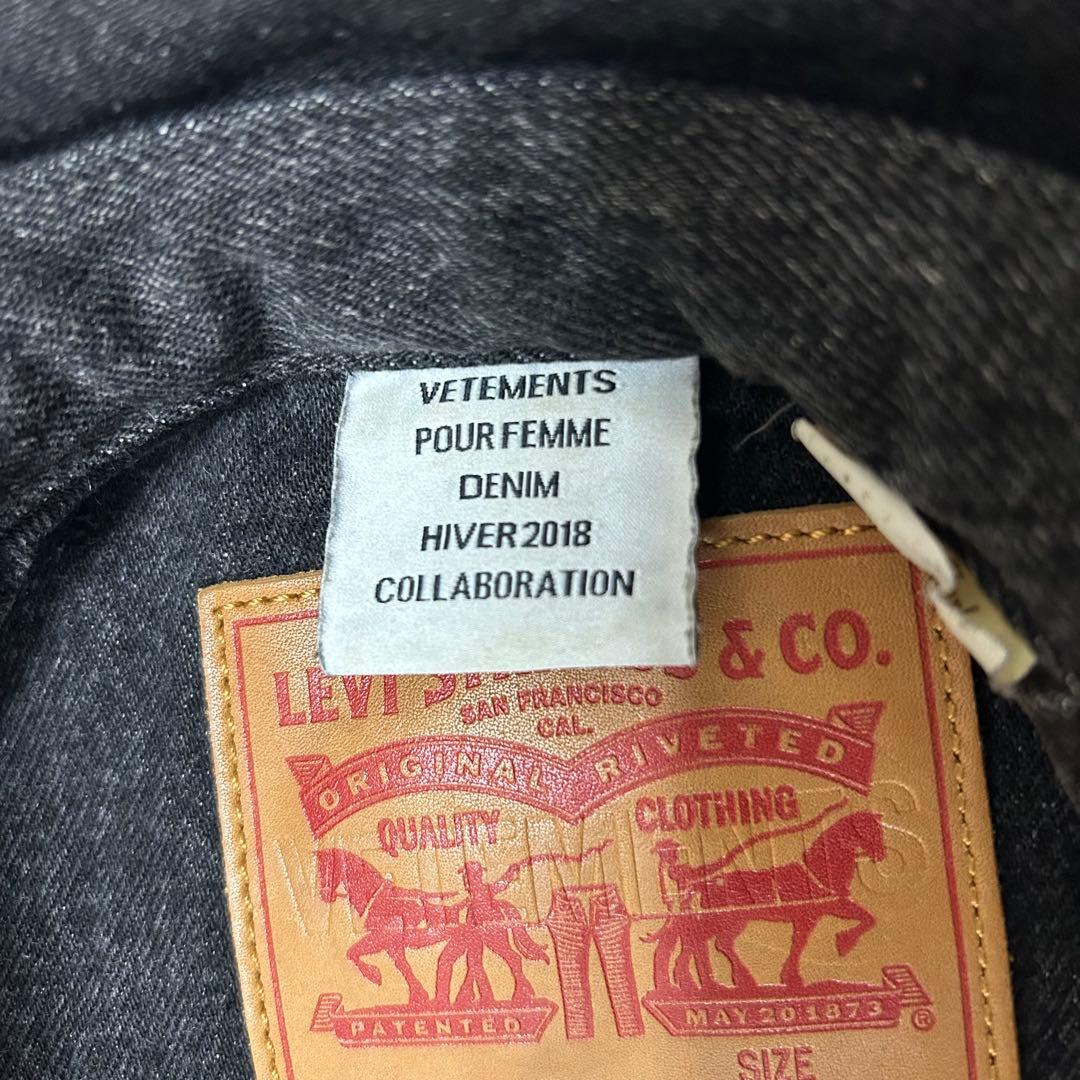 VETEMENTS
POUR FEMME
DENIM
HIVER 2018
COLLABORATION
LEVI & CO.
SAN FRANCISCO
CAL.
ORIGINAL RIVETED
QUALITY CLOTHING
VETEMENTS
PATENTED MAY 20 1873 ®
SIZE